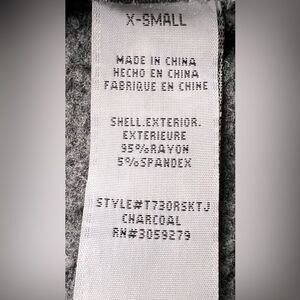 X-SMALL
MADE IN CHINA
HECHO EN CHINA
FABRIQUE EN CHINE
SHELL.EXTERIOR.
EXTERIEURE
95%RAYON
5%SPANDEX
STYLE#T730RSKTJ
CHARCOAL
RN#3059279